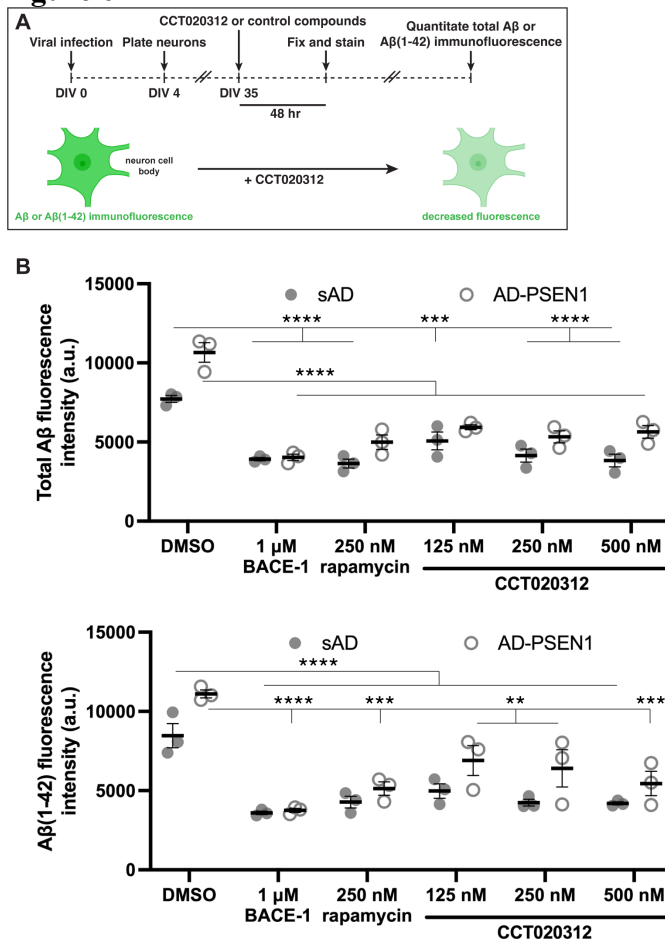 A
CCT020312 or control compounds
Quantitate total Aβ or
Aβ(1-42) immunofluorescence
Viral infection
Plate neurons
Fix and stain
DIV 0
DIV 4
DIV 35
48 hr
neuron cell
body
+ CCT020312
Aβ or Aβ(1-42) immunofluorescence
decreased fluorescence
B
Total Aβ fluorescence
intensity (a.u.)
15000
10000
5000
0
sAD
AD-PSEN1
**** *** ****
****
DMSO
1 µM
BACE-1
250 nM
rapamycin
125 nM
250 nM
500 nM
CCT020312
Aβ(1-42) fluorescence
intensity (a.u.)
15000
10000
5000
0
sAD
AD-PSEN1
****
**** *** ** ***
DMSO
1 µM
BACE-1
250 nM
rapamycin
125 nM
250 nM
500 nM
CCT020312